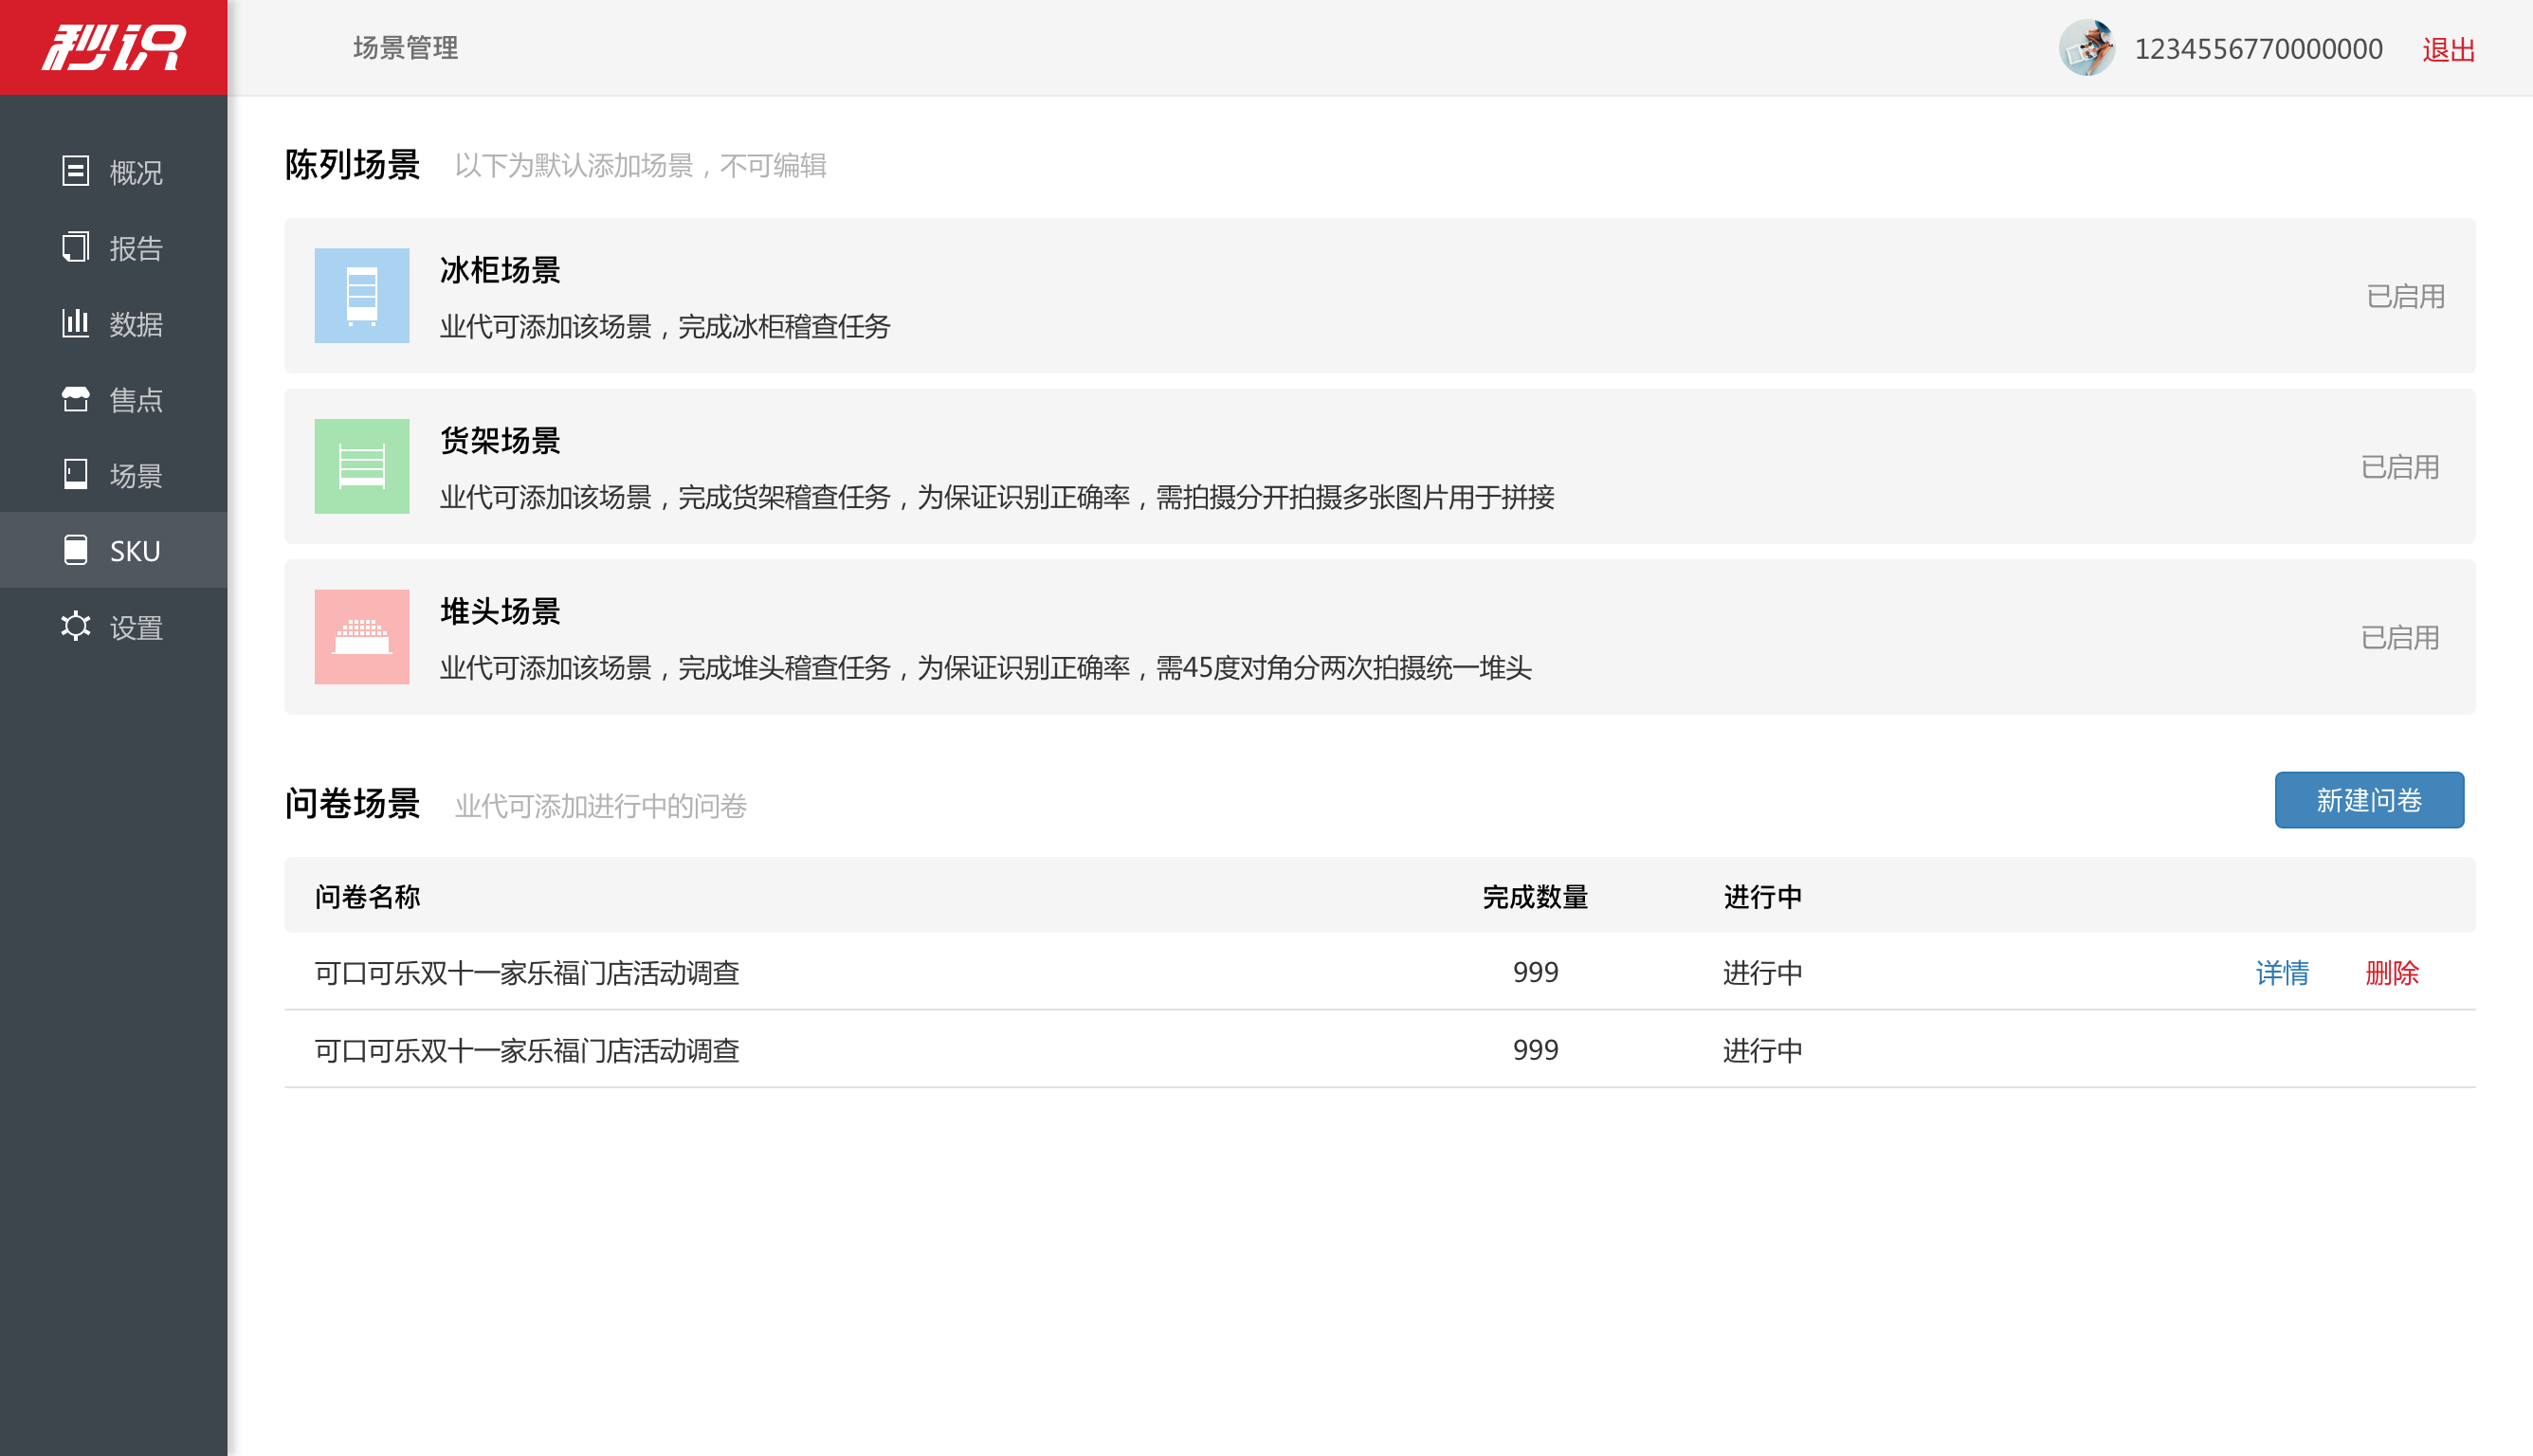 秒识
场景管理
1234556770000000
退出
概况
报告
数据
售点
场景
SKU
设置
陈列场景 以下为默认添加场景，不可编辑
冰柜场景
业代可添加该场景，完成冰柜稽查任务
已启用
货架场景
业代可添加该场景，完成货架稽查任务，为保证识别正确率，需拍摄分开拍摄多张图片用于拼接
已启用
堆头场景
业代可添加该场景，完成堆头稽查任务，为保证识别正确率，需45度对角分两次拍摄统一堆头
已启用
问卷场景 业代可添加进行中的问卷
新建问卷
问卷名称 完成数量 进行中
可口可乐双十一家乐福门店活动调查 999 进行中 详情 删除
可口可乐双十一家乐福门店活动调查 999 进行中